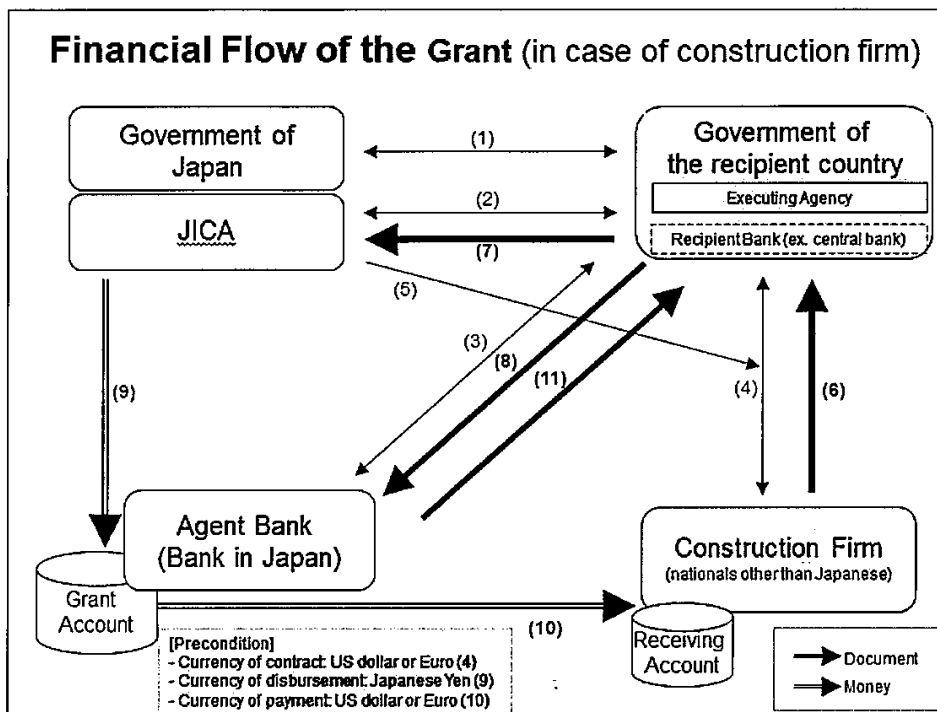 Financial Flow of the Grant (in case of construction firm)
Government of
Japan
(1)
Government of
the recipient country
Executing Agency
Recipient Bank (ex. central bank)
JICA
(2)
(7)
(5)
(3)
(8)
(11)
(9)
(4)
(6)
Agent Bank
(Bank in Japan)
Construction Firm
(nationals other than Japanese)
Grant
Account
(10)
Receiving
Account
[Precondition]
- Currency of contract: US dollar or Euro (4)
- Currency of disbursement: Japanese Yen (9)
- Currency of payment: US dollar or Euro (10)
Document
Money